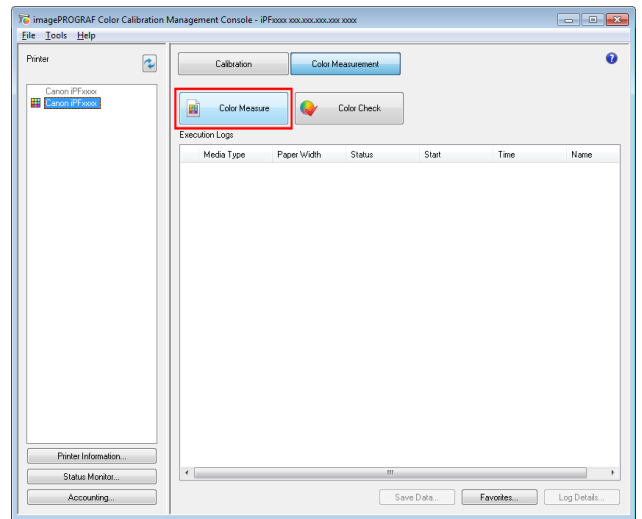 imagePROGRAF Color Calibration Management Console - iPFxxxx xxx.xxx.xxx.xxx xxxx
File Tools Help
Printer
Calibration Color Measurement
Canon iPFxxxx
Canon iPFxxxx
Color Measure Color Check
Execution Logs
Media Type Paper Width Status Start Time Name
Printer Information...
Status Monitor...
Accounting...
Save Data... Favorites... Log Details...